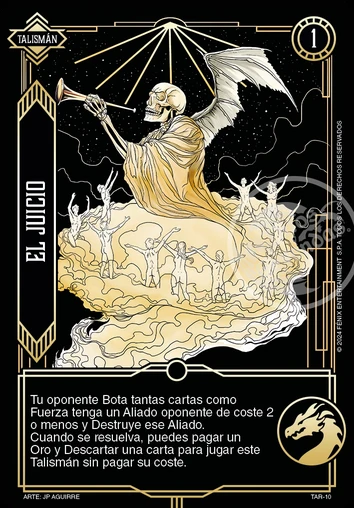 TALISMÁN
1
EL JUICIO
© 2024 FÉNIX ENTERTAINMENT S.P.A. TODOS LOS DERECHOS RESERVADOS
Tu oponente Bota tantas cartas como
Fuerza tenga un Aliado oponente de coste 2
o menos y Destruye ese Aliado.
Cuando se resuelva, puedes pagar un
Oro y Descartar una carta para jugar este
Talismán sin pagar su coste.
ARTE: JP AGUIRRE
TAR-10